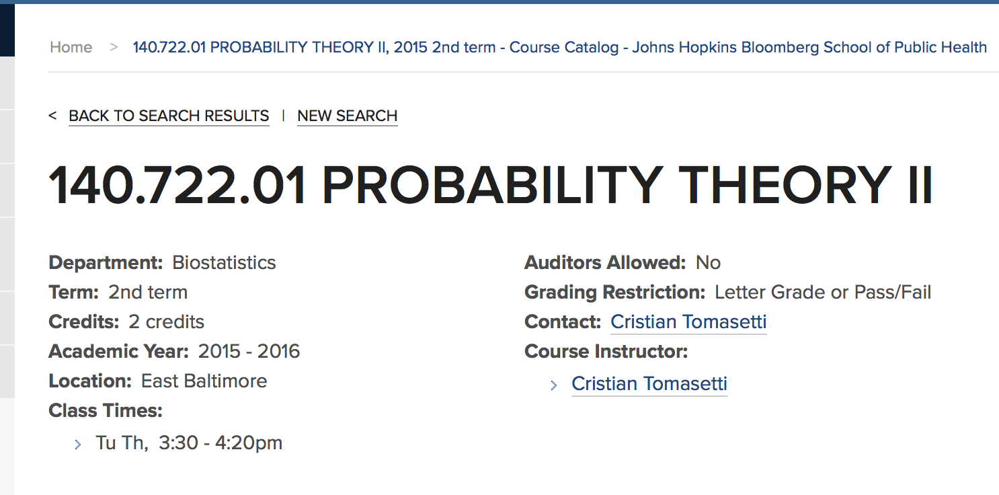 Home > 140.722.01 PROBABILITY THEORY II, 2015 2nd term - Course Catalog - Johns Hopkins Bloomberg School of Public Health
< BACK TO SEARCH RESULTS | NEW SEARCH
140.722.01 PROBABILITY THEORY II
Department: Biostatistics
Term: 2nd term
Credits: 2 credits
Academic Year: 2015 - 2016
Location: East Baltimore
Class Times:
> Tu Th, 3:30 - 4:20pm
Auditors Allowed: No
Grading Restriction: Letter Grade or Pass/Fail
Contact: Cristian Tomasetti
Course Instructor:
> Cristian Tomasetti